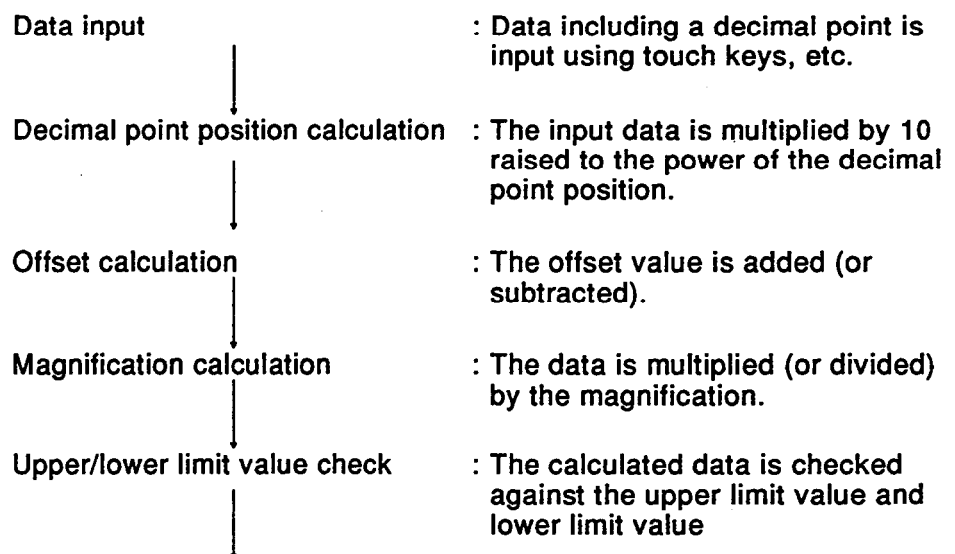 Data input : Data including a decimal point is
input using touch keys, etc.
Decimal point position calculation : The input data is multiplied by 10
raised to the power of the decimal
point position.
Offset calculation : The offset value is added (or
subtracted).
Magnification calculation : The data is multiplied (or divided)
by the magnification.
Upper/lower limit value check : The calculated data is checked
against the upper limit value and
lower limit value